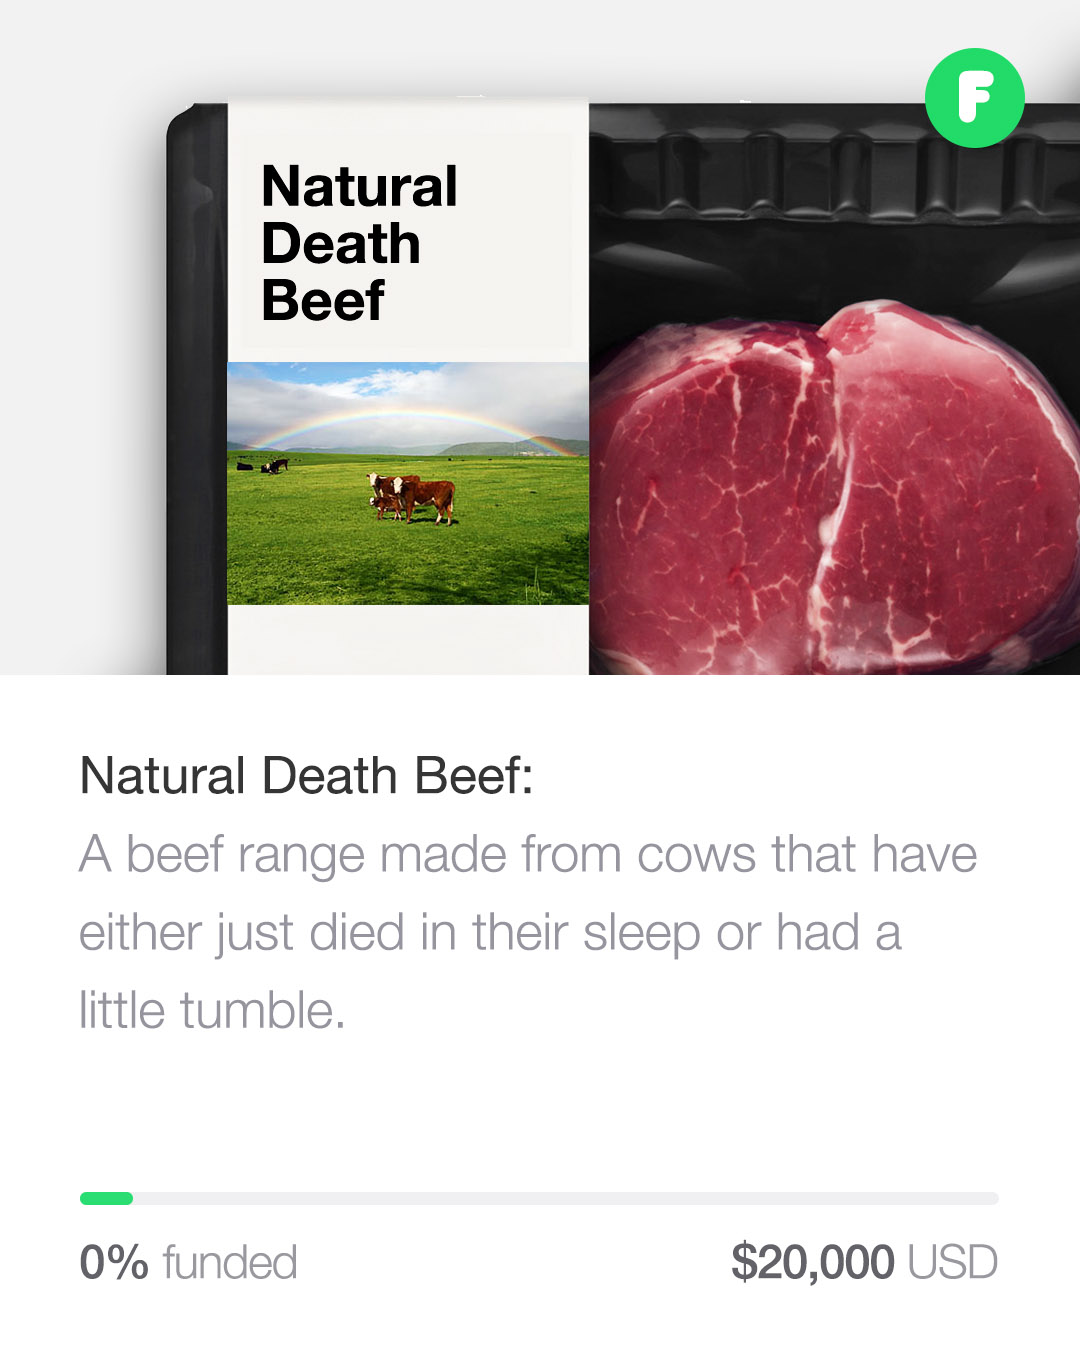 F
Natural
Death
Beef
Natural Death Beef:
A beef range made from cows that have
either just died in their sleep or had a
little tumble.
0% funded
$20,000 USD